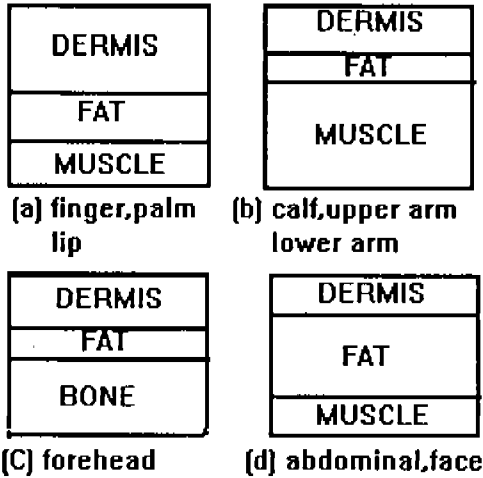 DERMIS
FAT
MUSCLE
(a) finger,palm
lip
DERMIS
FAT
MUSCLE
(b) calf,upper arm
lower arm
DERMIS
FAT
BONE
(C) forehead
DERMIS
FAT
MUSCLE
(d) abdominal,face